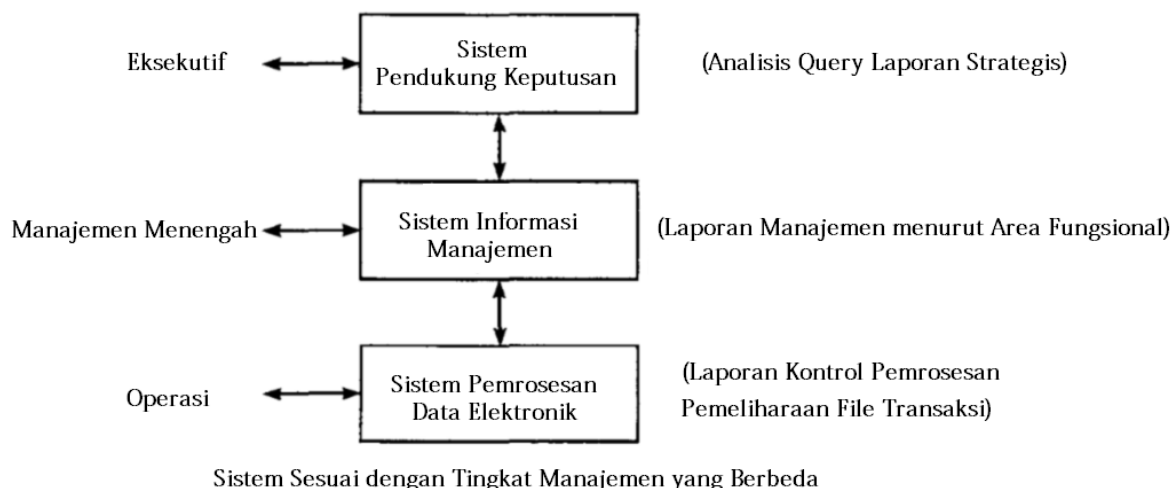 Eksekutif
Sistem
Pendukung Keputusan
(Analisis Query Laporan Strategis)
Manajemen Menengah
Sistem Informasi
Manajemen
(Laporan Manajemen menurut Area Fungsional)
Operasi
Sistem Pemrosesan
Data Elektronik
(Laporan Kontrol Pemrosesan
Pemeliharaan File Transaksi)
Sistem Sesuai dengan Tingkat Manajemen yang Berbeda